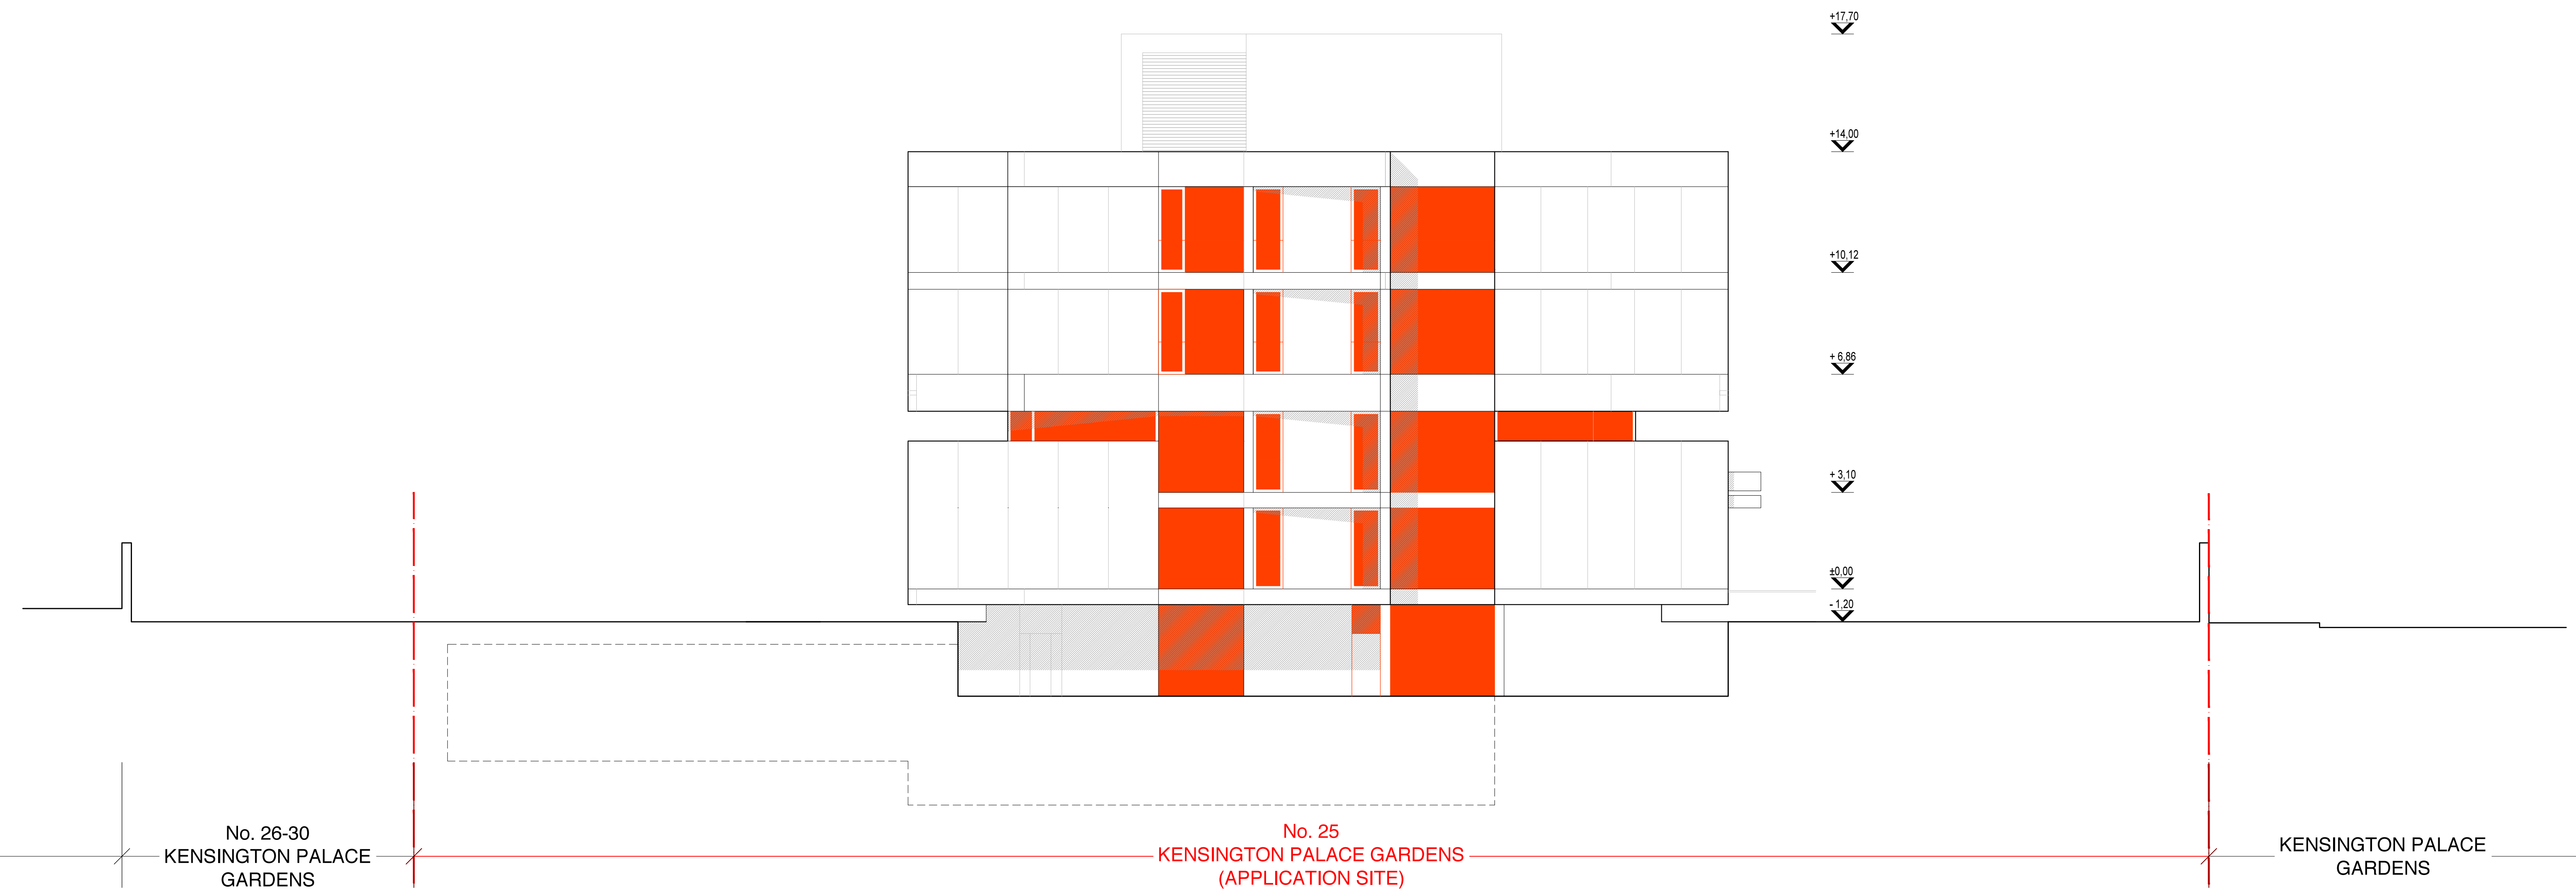 +17,70
+14,00
+10,12
+ 6,86
+ 3,10
±0,00
- 1,20
No. 26-30
KENSINGTON PALACE
GARDENS
No. 25
KENSINGTON PALACE GARDENS
(APPLICATION SITE)
KENSINGTON PALACE
GARDENS